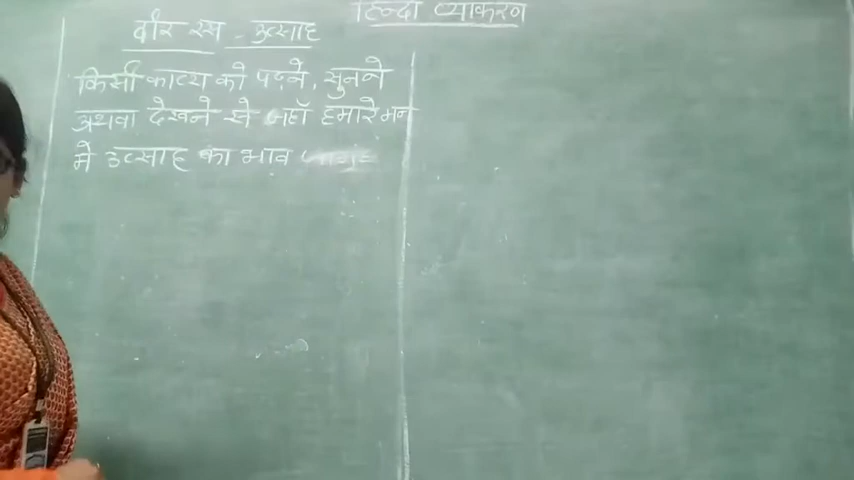 हिन्दी व्याकरण
वीर रस - उत्साह
किसी काव्य को पढ़ने, सुनने
अथवा देखने से जहाँ हमारे मन
मे उत्साह का भाव